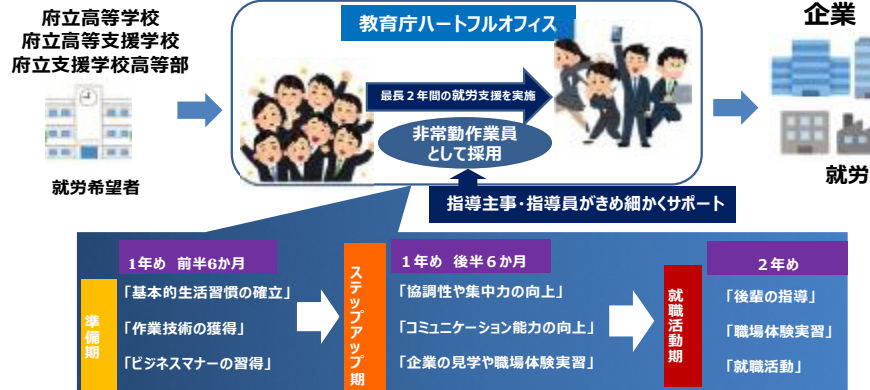 府立高等学校
府立高等支援学校
府立支援学校高等部
就労希望者
教育庁ハートフルオフィス
最長２年間の就労支援を実施
非常勤作業員
として採用
指導主事・指導員がきめ細かくサポート
企業
就労
準備期
1年め 前半6か月
「基本的生活習慣の確立」
「作業技術の獲得」
「ビジネスマナーの習得」
ステップアップ期
１年め 後半６か月
「協調性や集中力の向上」
「コミュニケーション能力の向上」
「企業の見学や職場体験実習」
就職活動期
２年め
「後輩の指導」
「職場体験実習」
「就職活動」